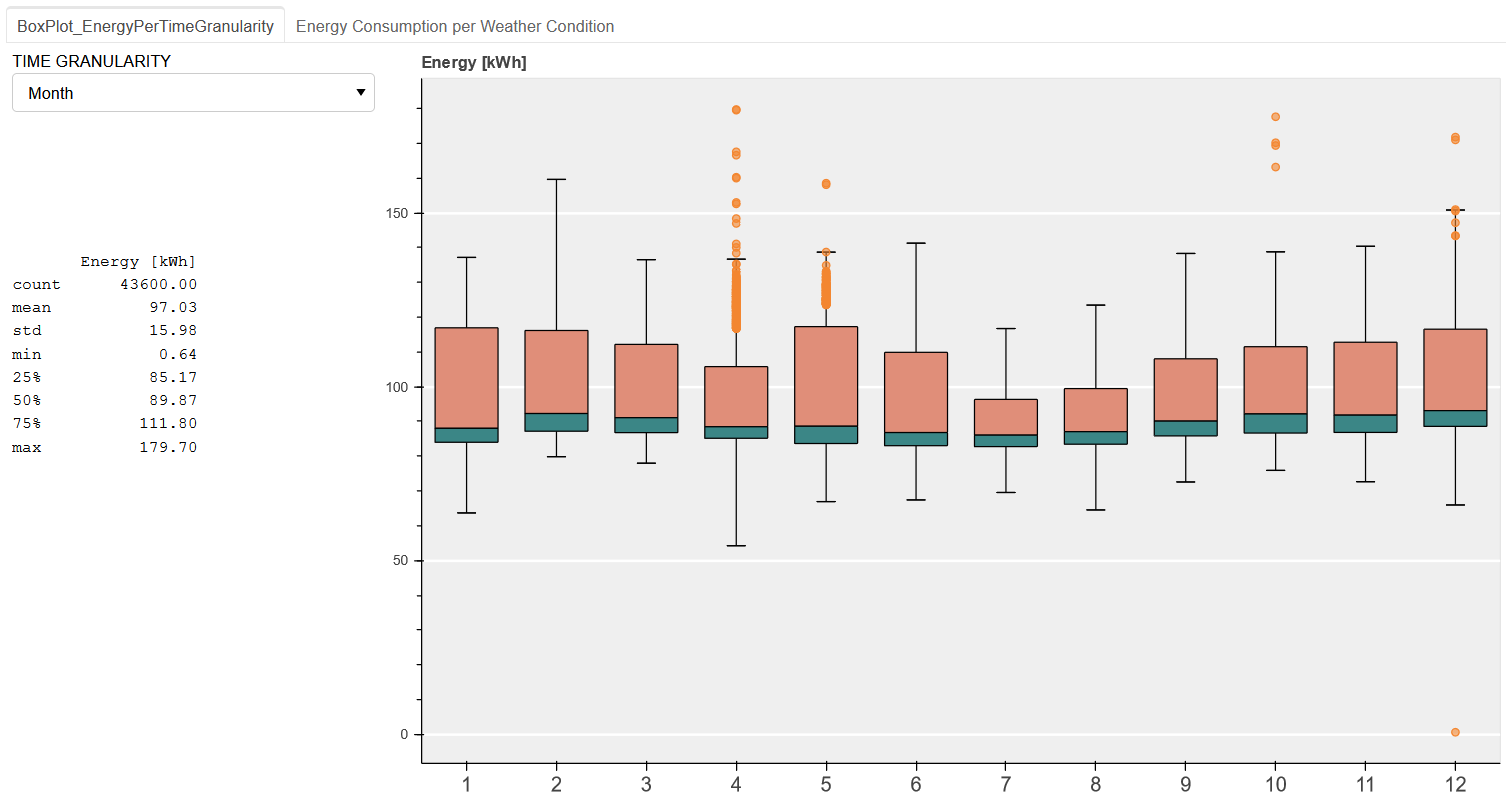 BoxPlot_EnergyPerTimeGranularity Energy Consumption per Weather Condition
TIME GRANULARITY
Month
Energy [kWh]
count 43600.00
mean 97.03
std 15.98
min 0.64
25% 85.17
50% 89.87
75% 111.80
max 179.70
Energy [kWh]
150
100
50
0
1 2 3 4 5 6 7 8 9 10 11 12